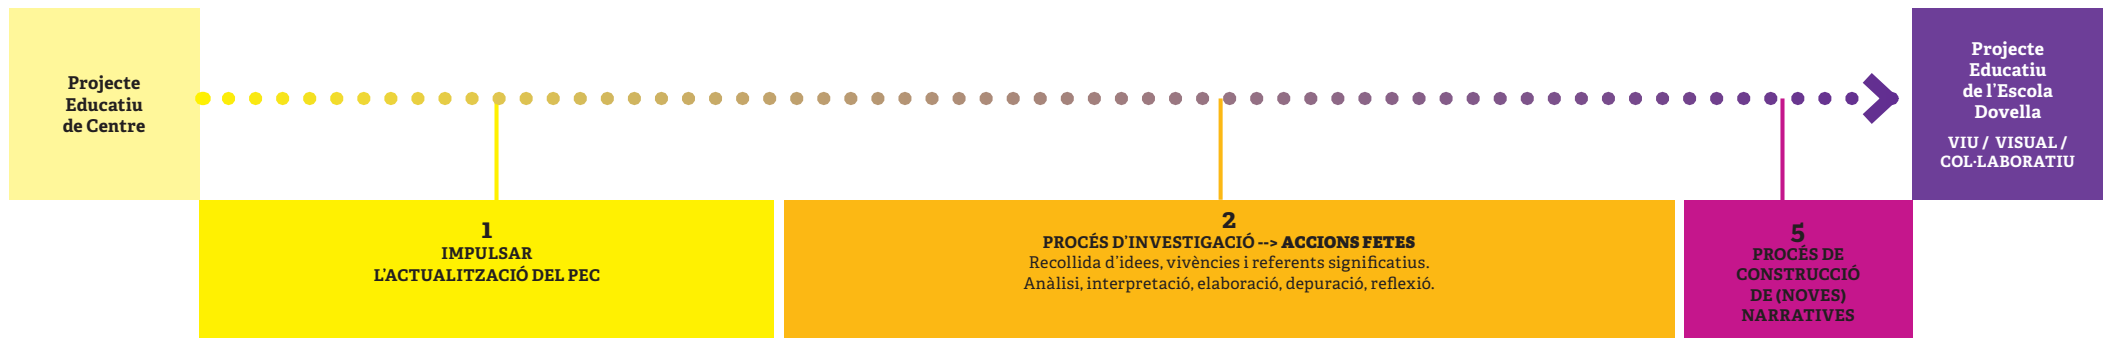 Projecte
Educatiu
de Centre
1
IMPULSAR
L'ACTUALITZACIÓ DEL PEC
2
PROCÉS D'INVESTIGACIÓ --> ACCIONS FETES
Recollida d'idees, vivències i referents significatius.
Anàlisi, interpretació, elaboració, depuració, reflexió.
5
PROCÉS DE
CONSTRUCCIÓ
DE (NOVES)
NARRATIVES
Projecte
Educatiu
de l'Escola
Dovella
VIU / VISUAL /
COL·LABORATIU